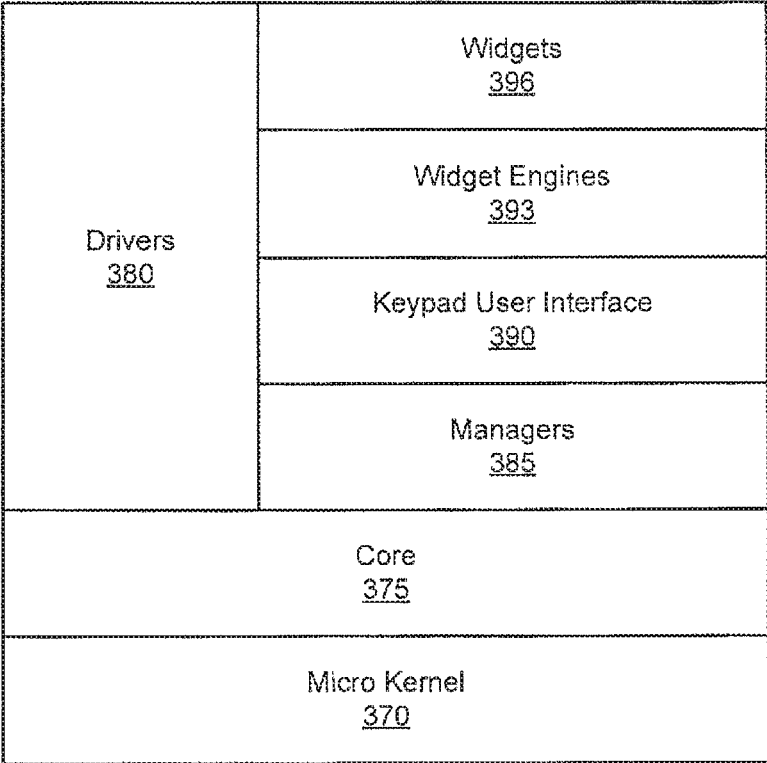 Drivers
380
Widgets
396
Widget Engines
393
Keypad User Interface
390
Managers
385
Core
375
Micro Kernel
370